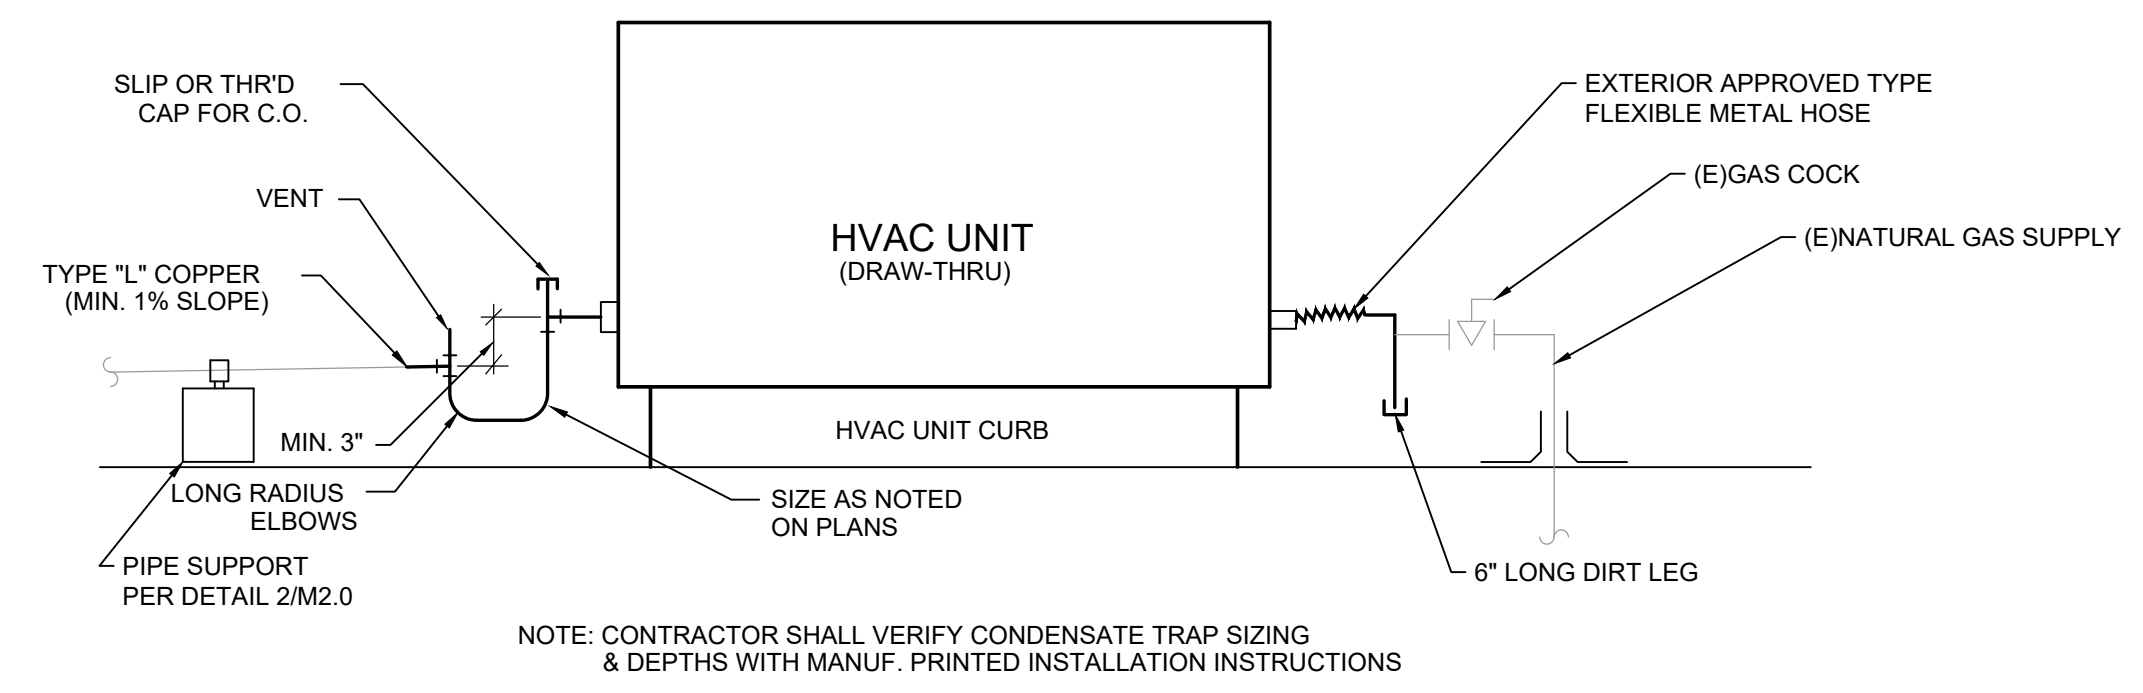 SLIP OR THR'D
CAP FOR C.O.
VENT
TYPE "L" COPPER
(MIN. 1% SLOPE)
MIN. 3"
LONG RADIUS
ELBOWS
PIPE SUPPORT
PER DETAIL 2/M2.0
HVAC UNIT
(DRAW-THRU)
HVAC UNIT CURB
SIZE AS NOTED
ON PLANS
EXTERIOR APPROVED TYPE
FLEXIBLE METAL HOSE
(E)GAS COCK
(E)NATURAL GAS SUPPLY
6" LONG DIRT LEG
NOTE: CONTRACTOR SHALL VERIFY CONDENSATE TRAP SIZING
& DEPTHS WITH MANUF. PRINTED INSTALLATION INSTRUCTIONS